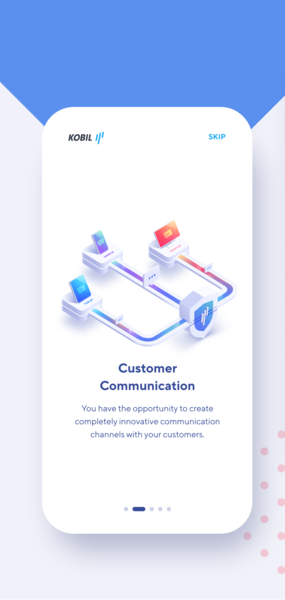 KOBIL
SKIP
Customer
Communication
You have the opportunity to create
completely innovative communication
channels with your customers.